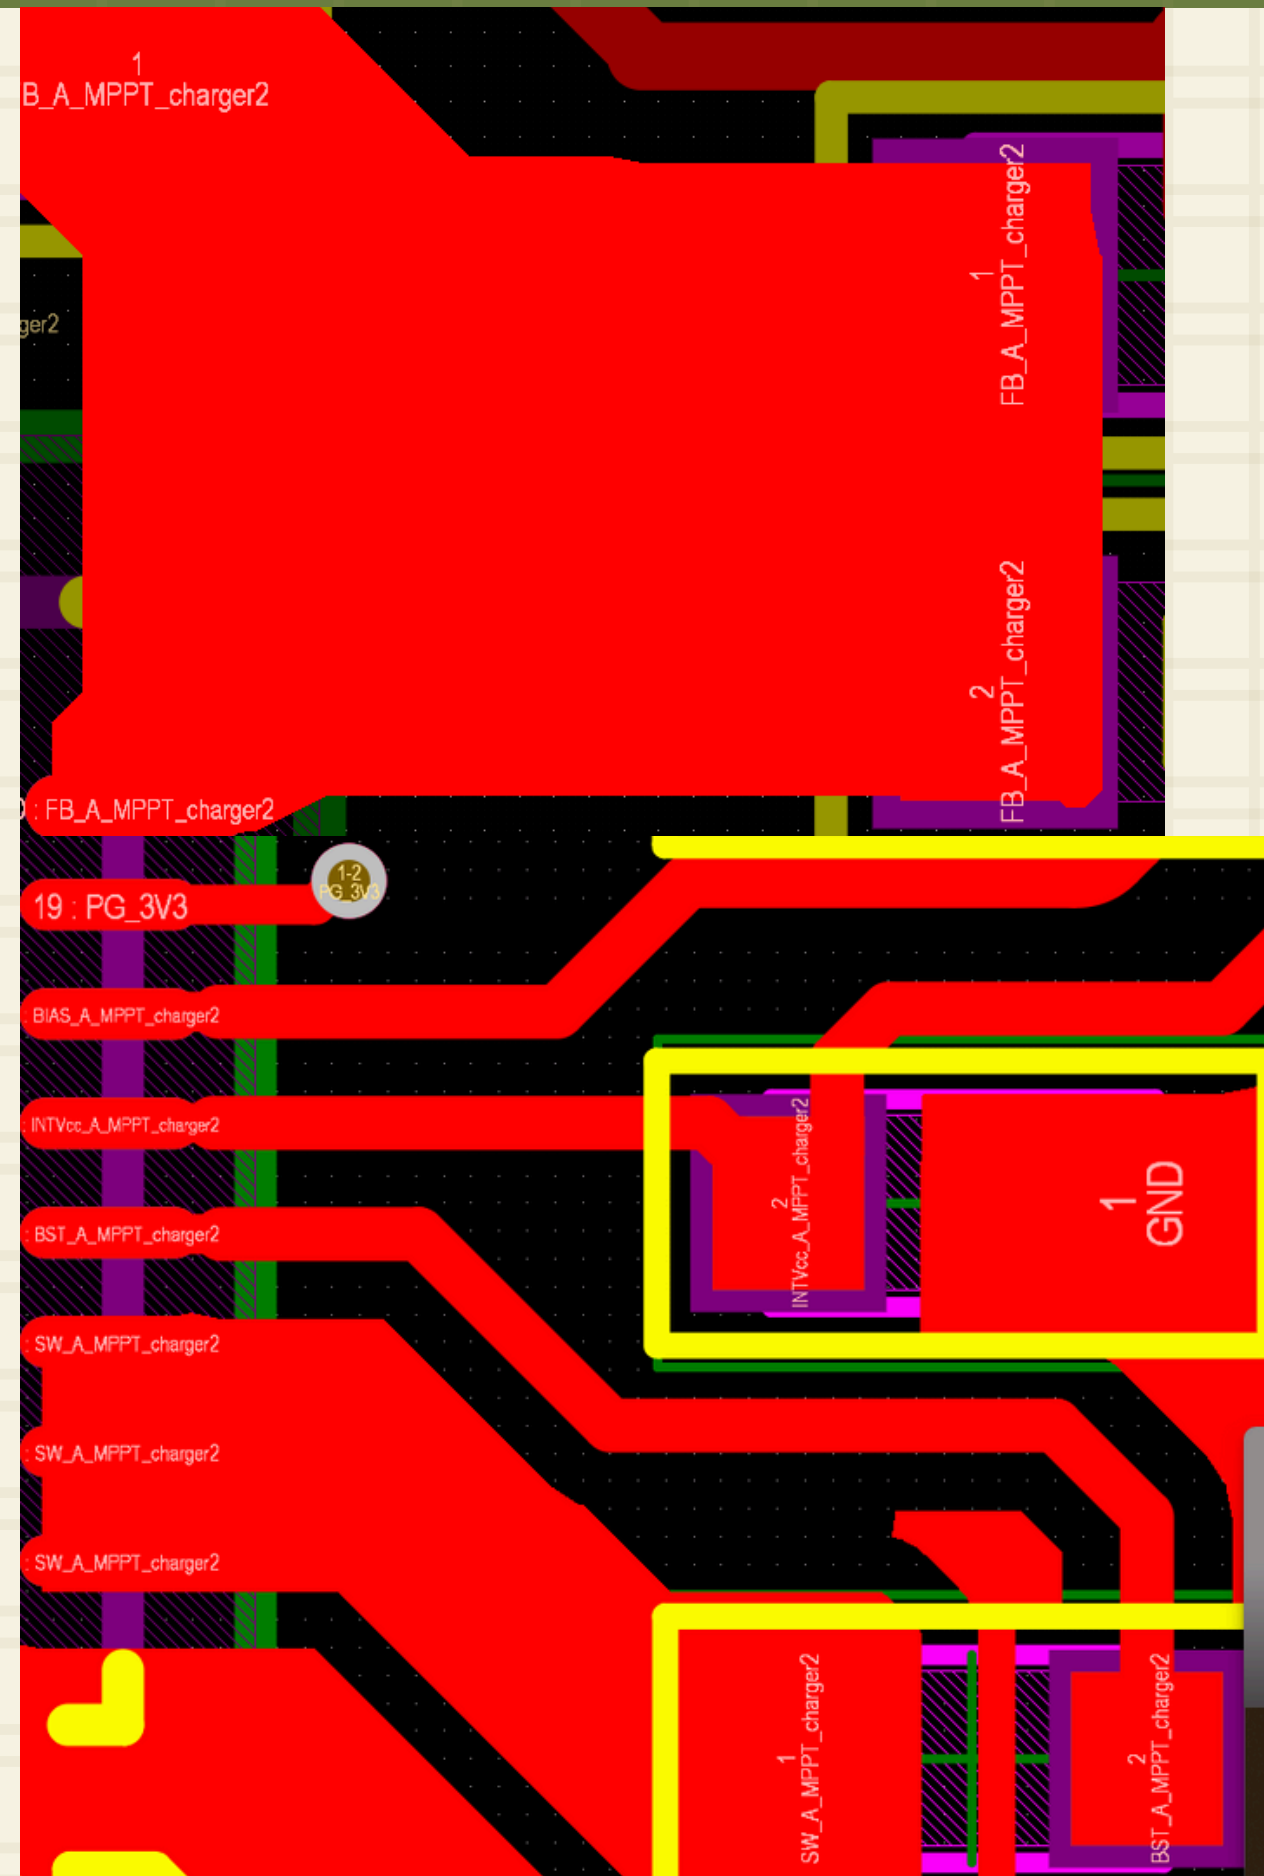 1
B_A_MPPT_charger2
1
FB_A_MPPT_charger2
ger2
2
FB_A_MPPT_charger2
: FB_A_MPPT_charger2
1-2
PG_3V3
19 : PG_3V3
: BIAS_A_MPPT_charger2
: INTVcc_A_MPPT_charger2
2
INTVcc_A_MPPT_charger2
1
GND
: BST_A_MPPT_charger2
: SW_A_MPPT_charger2
: SW_A_MPPT_charger2
: SW_A_MPPT_charger2
1
SW_A_MPPT_charger2
2
BST_A_MPPT_charger2